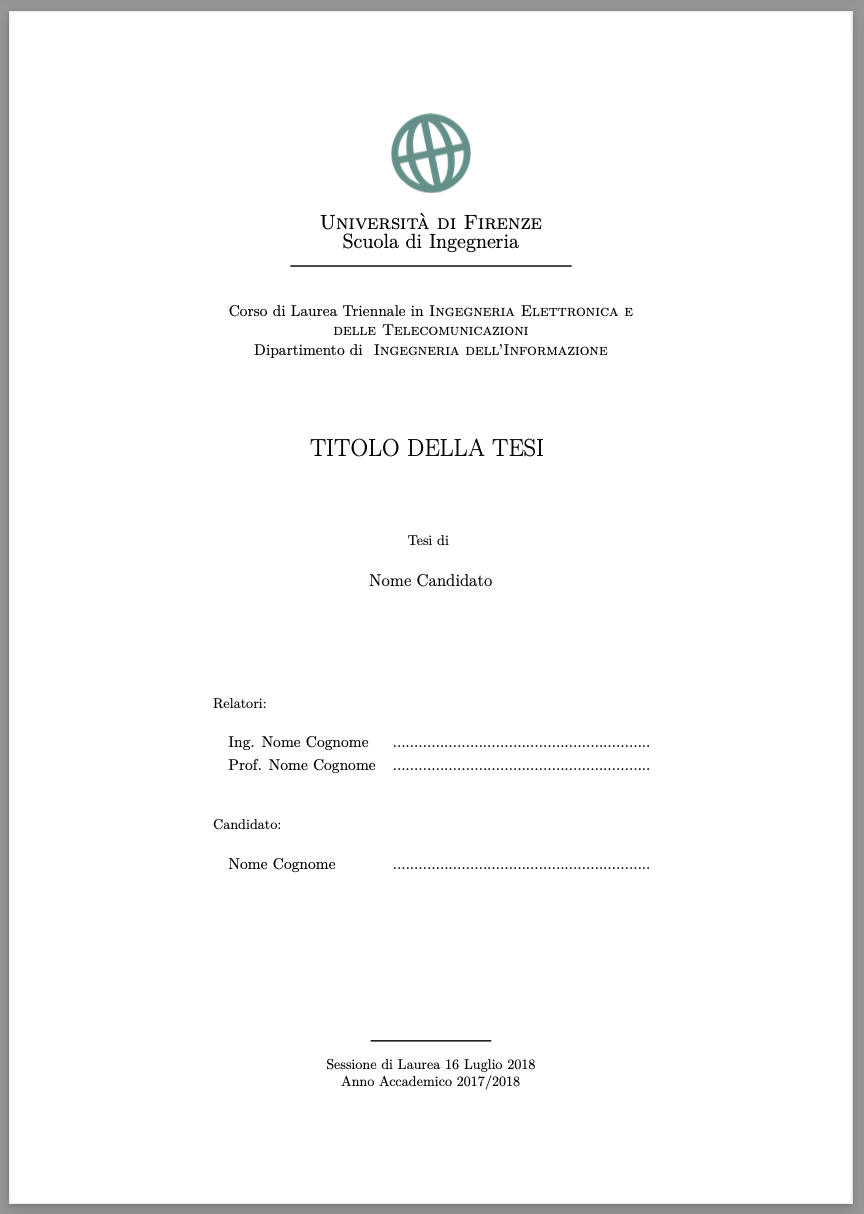 Università di Firenze
Scuola di Ingegneria
Corso di Laurea Triennale in Ingegneria Elettronica e
delle Telecomunicazioni
Dipartimento di Ingegneria dell'Informazione
TITOLO DELLA TESI
Tesi di
Nome Candidato
Relatori:
Ing. Nome Cognome ............................................................
Prof. Nome Cognome ............................................................
Candidato:
Nome Cognome ............................................................
Sessione di Laurea 16 Luglio 2018
Anno Accademico 2017/2018